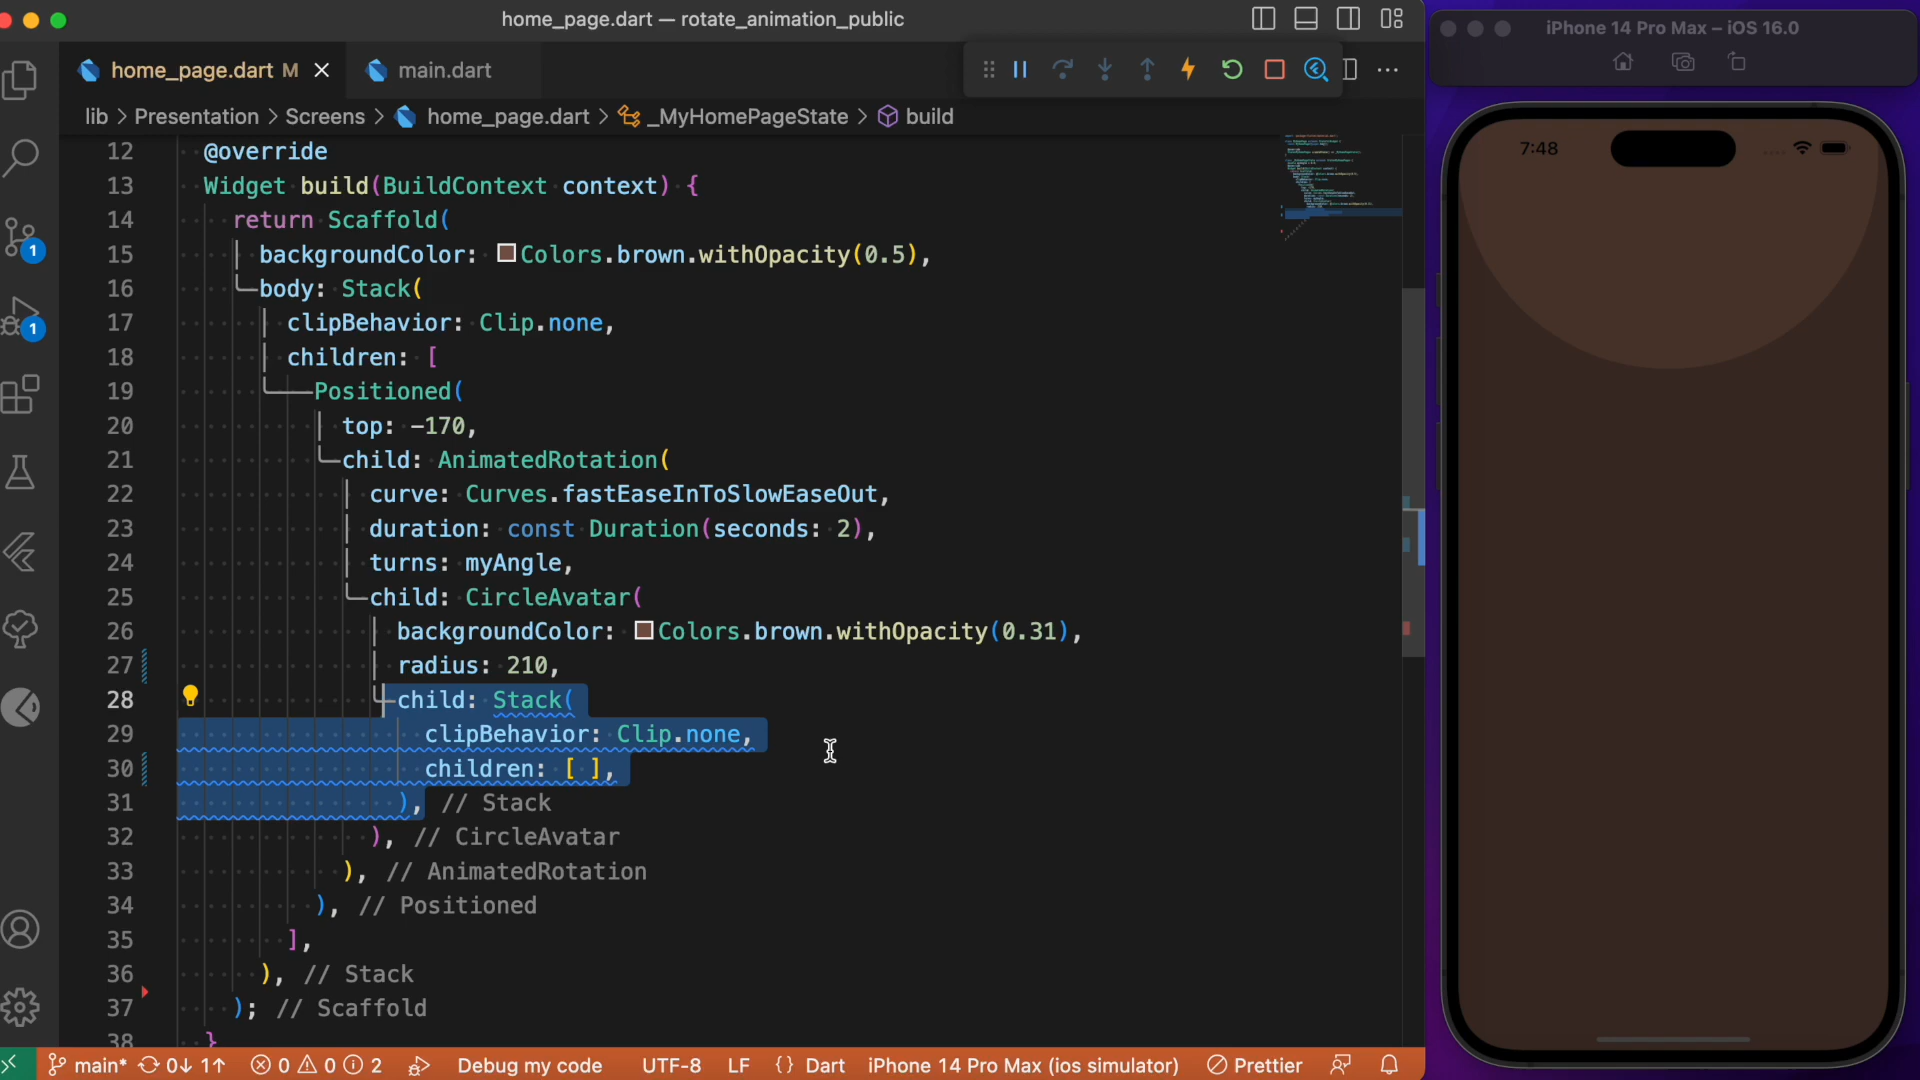 home_page.dart — rotate_animation_public
iPhone 14 Pro Max – iOS 16.0
home_page.dart M
main.dart
lib > Presentation > Screens > home_page.dart > _MyHomePageState > build
7:48
12 @override
13 Widget build(BuildContext context) {
14 return Scaffold(
15 backgroundColor: Colors.brown.withOpacity(0.5),
16 body: Stack(
17 clipBehavior: Clip.none,
18 children: [
19 Positioned(
20 top: -170,
21 child: AnimatedRotation(
22 curve: Curves.fastEaseInToSlowEaseOut,
23 duration: const Duration(seconds: 2),
24 turns: myAngle,
25 child: CircleAvatar(
26 backgroundColor: Colors.brown.withOpacity(0.31),
27 radius: 210,
28 child: Stack(
29 clipBehavior: Clip.none,
30 children: [ ],
31 ), // Stack
32 ), // CircleAvatar
33 ), // AnimatedRotation
34 ), // Positioned
35 ],
36 ), // Stack
37 ); // Scaffold
38 }
1
1
main* 0↓ 1↑ 0 0 2 Debug my code UTF-8 LF {} Dart iPhone 14 Pro Max (ios simulator) Prettier